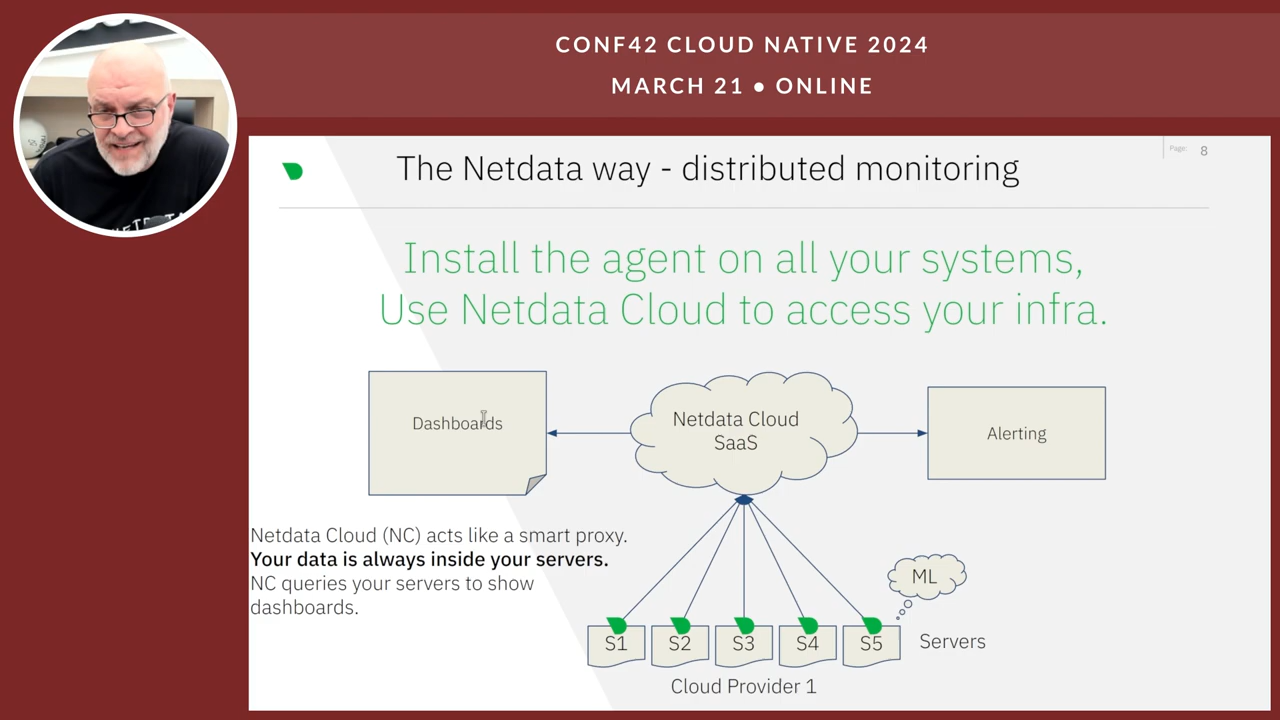 CONF42 CLOUD NATIVE 2024
MARCH 21 • ONLINE
Page: 8
The Netdata way - distributed monitoring
Install the agent on all your systems,
Use Netdata Cloud to access your infra.
Dashboards
Netdata Cloud
SaaS
Alerting
Netdata Cloud (NC) acts like a smart proxy.
Your data is always inside your servers.
NC queries your servers to show
dashboards.
ML
S1 S2 S3 S4 S5 Servers
Cloud Provider 1